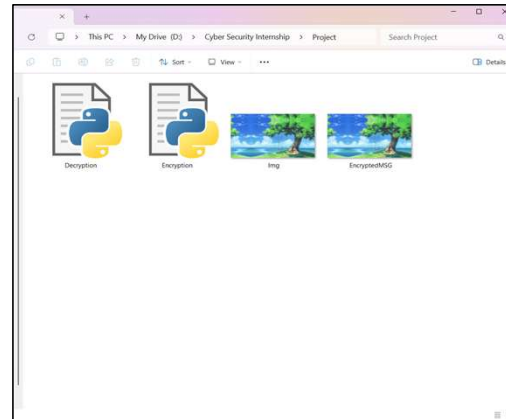 This PC > My Drive (D:) > Cyber Security Internship > Project
Search Project
Sort
View
Details
Decryption
Encryption
Img
EncryptedMSG